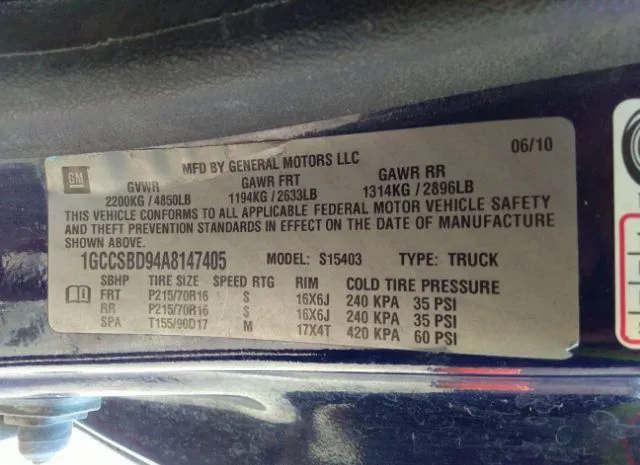 MFD BY GENERAL MOTORS LLC 06/10
GM
GVWR GAWR FRT GAWR RR
2200KG / 4850LB 1194KG / 2633LB 1314KG / 2896LB
THIS VEHICLE CONFORMS TO ALL APPLICABLE FEDERAL MOTOR VEHICLE SAFETY
AND THEFT PREVENTION STANDARDS IN EFFECT ON THE DATE OF MANUFACTURE
SHOWN ABOVE.
1GCCSBD94A8147405 MODEL: S15403 TYPE: TRUCK
SBHP TIRE SIZE SPEED RTG RIM COLD TIRE PRESSURE
FRT P215/70R16 S 16X6J 240 KPA 35 PSI
RR P215/70R16 S 16X6J 240 KPA 35 PSI
SPA T155/90D17 M 17X4T 420 KPA 60 PSI